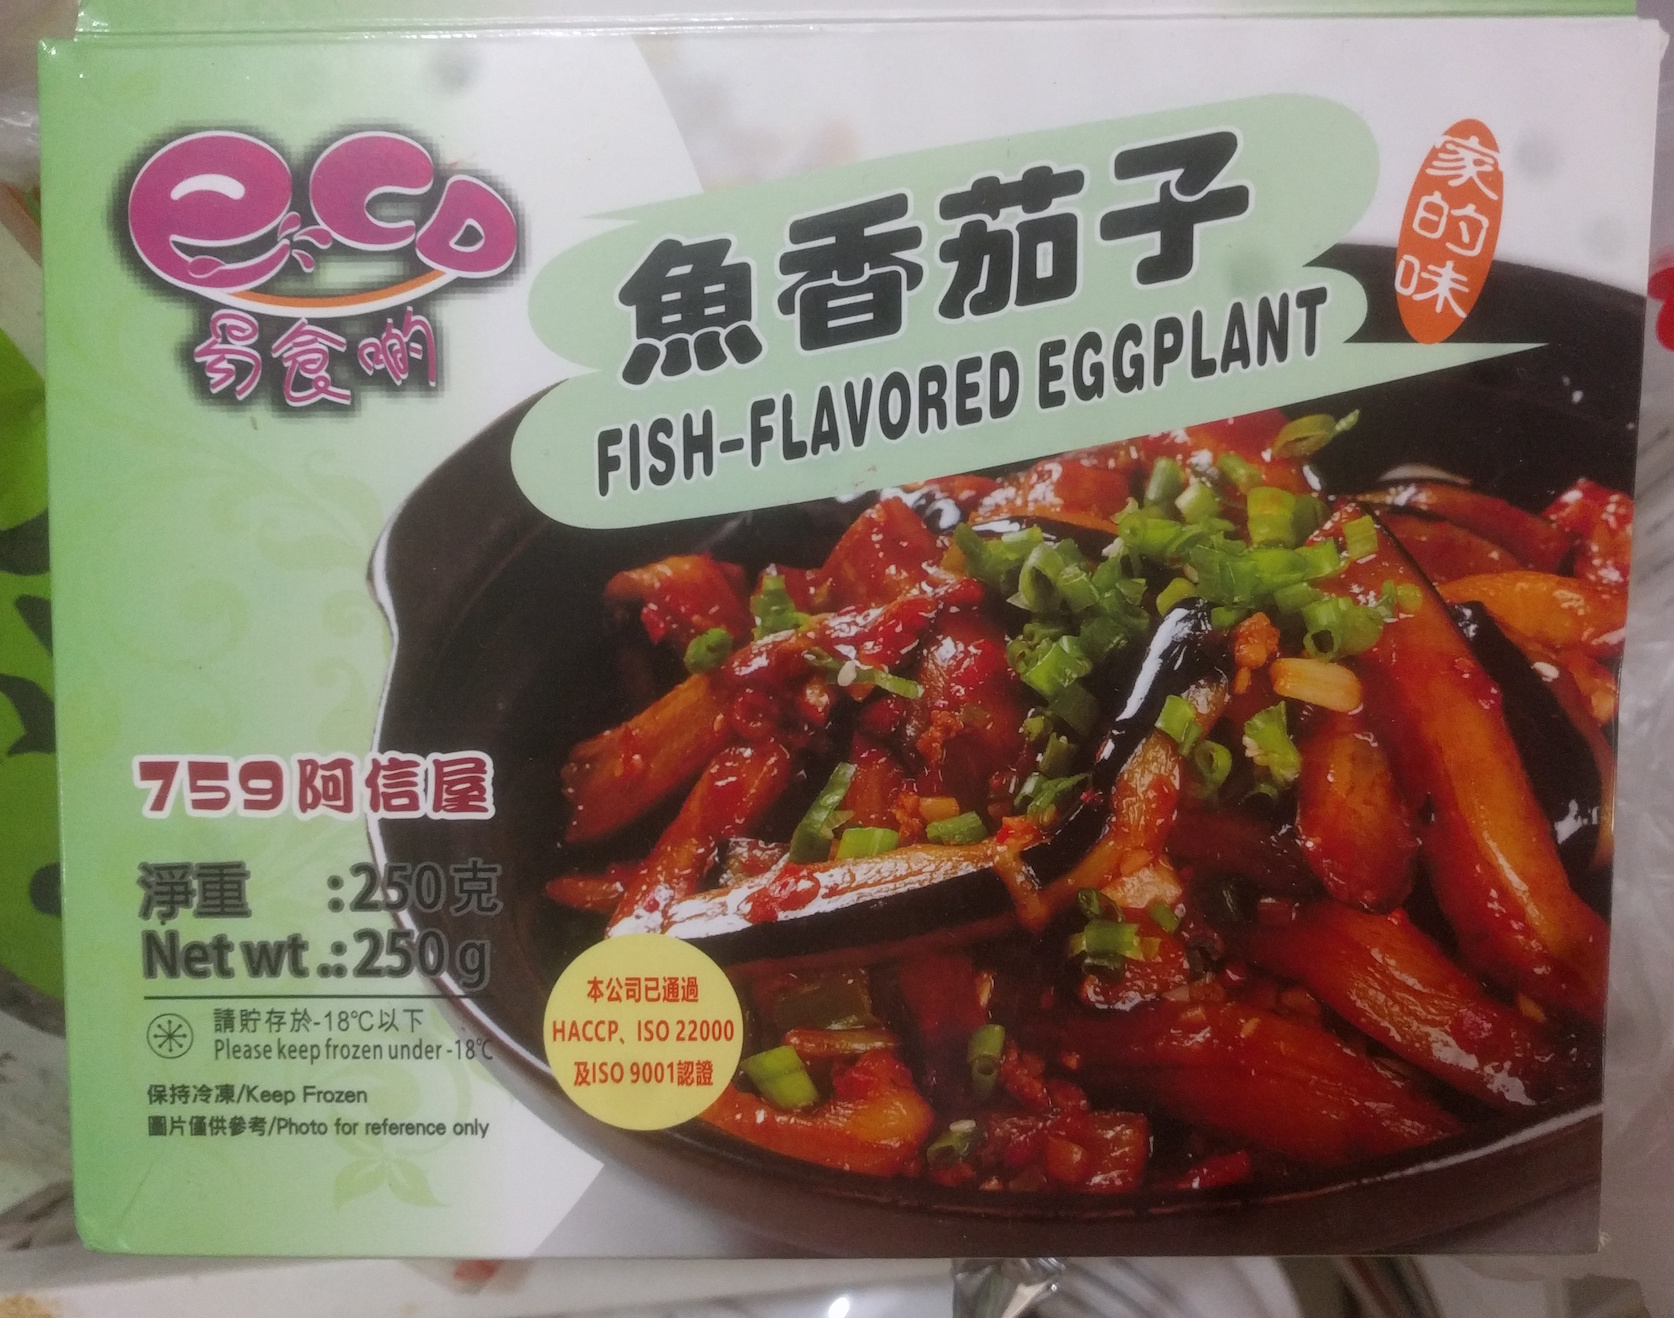 eco
易食啲
魚香茄子
FISH-FLAVORED EGGPLANT
家的味
759阿信屋
淨重 :250克
Net wt.:250g
請貯存於-18℃以下
Please keep frozen under -18℃
保持冷凍/Keep Frozen
圖片僅供參考/Photo for reference only
本公司已通過
HACCP、ISO 22000
及ISO 9001認證